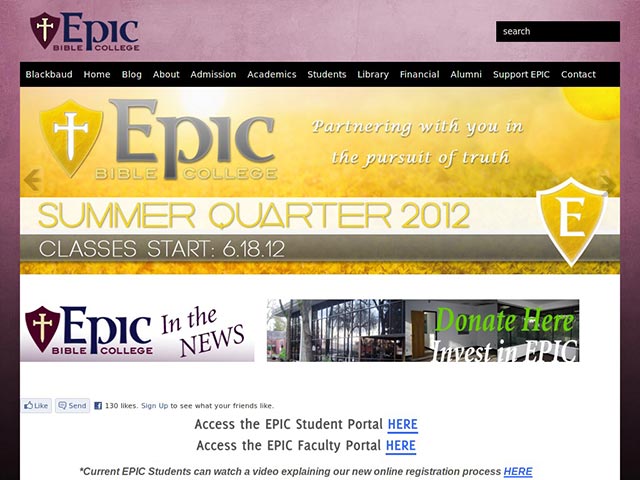 Epic
BIBLE COLLEGE
search
Blackbaud Home Blog About Admission Academics Students Library Financial Alumni Support EPIC Contact
Epic
BIBLE COLLEGE
Partnering with you in
the pursuit of truth
SUMMER QUARTER 2012
CLASSES START: 6.18.12
E
Epic
BIBLE COLLEGE
In the
NEWS
Donate Here
Invest in EPIC
Like Send 130 likes. Sign Up to see what your friends like.
Access the EPIC Student Portal HERE
Access the EPIC Faculty Portal HERE
*Current EPIC Students can watch a video explaining our new online registration process HERE